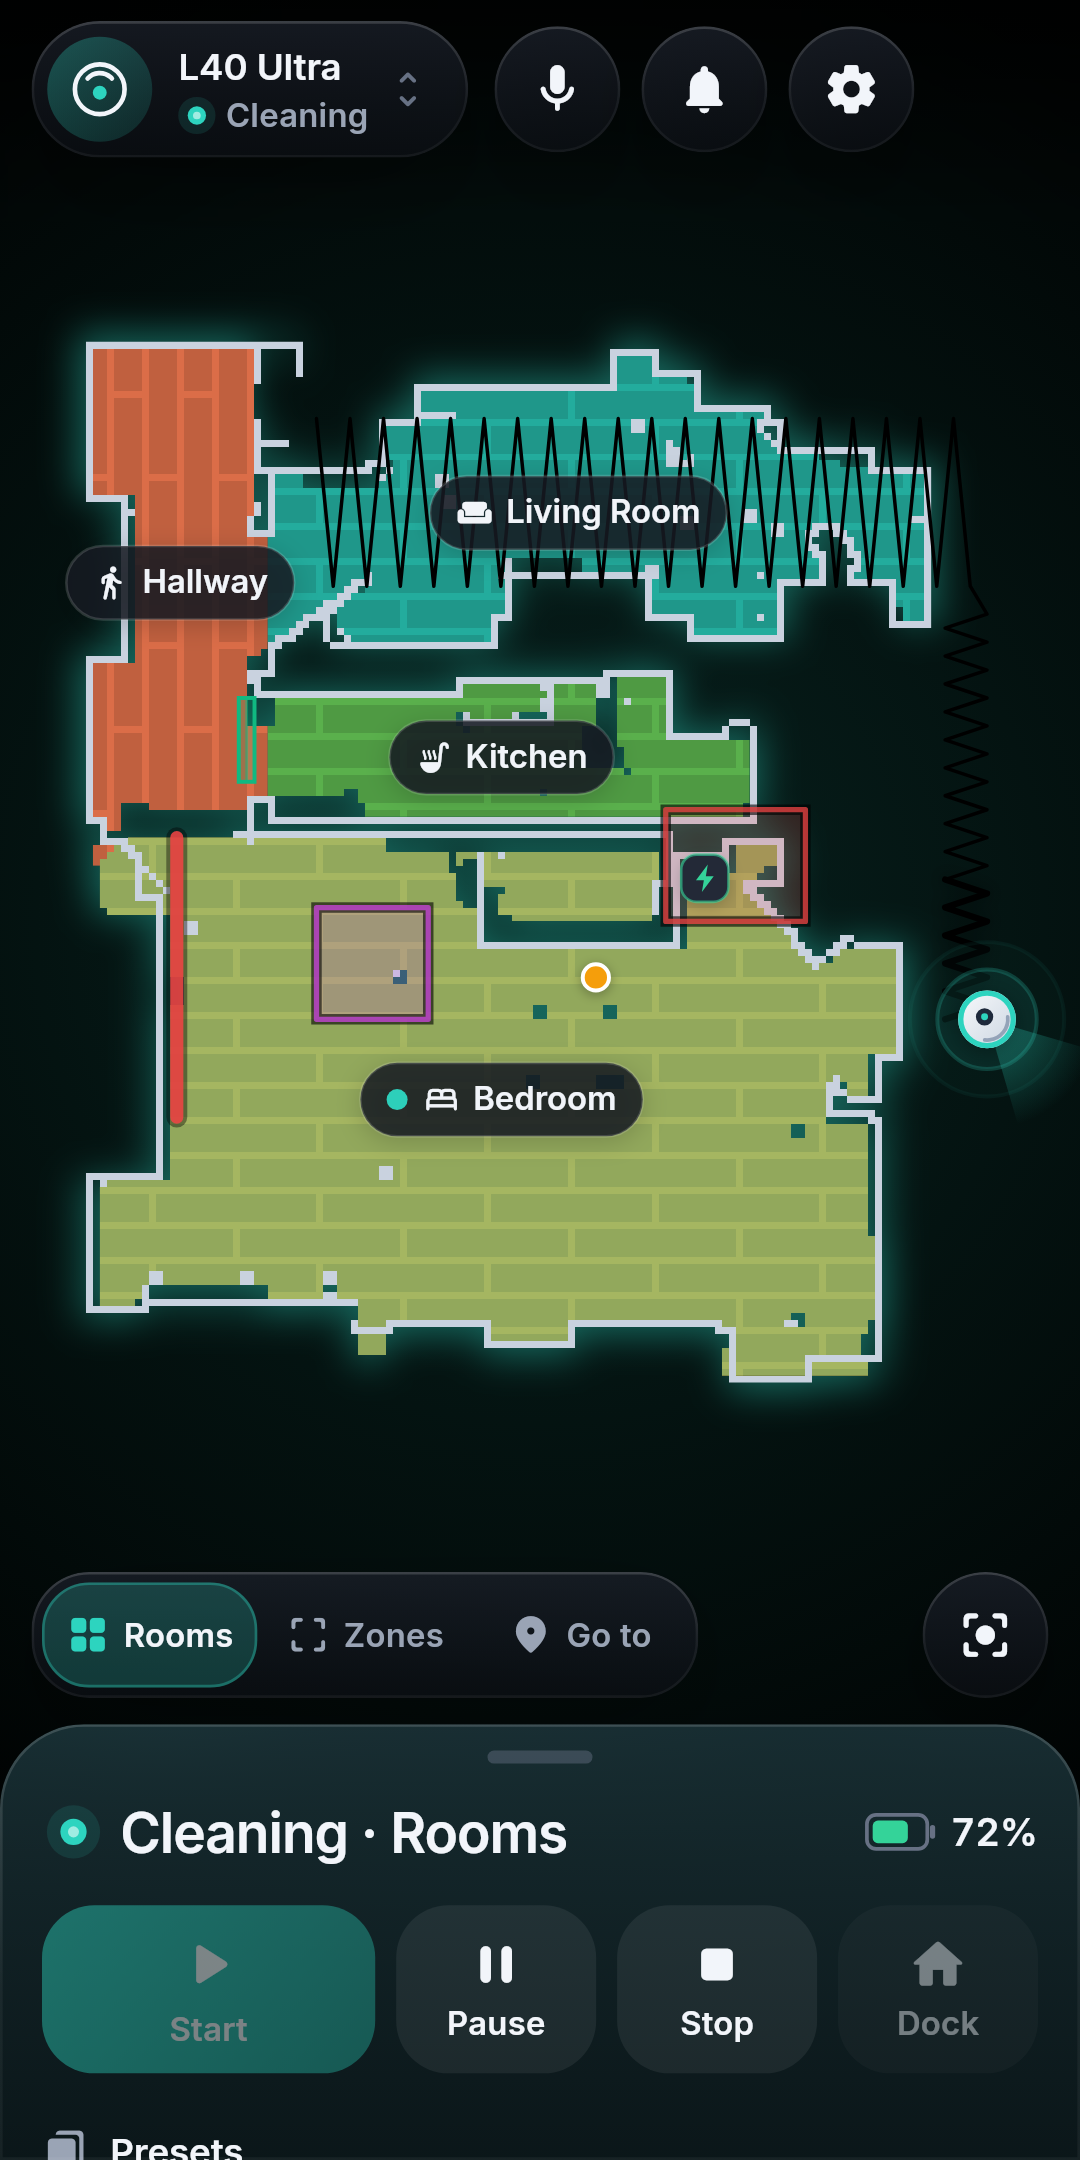 L40 Ultra
Cleaning
Living Room
Hallway
Kitchen
Bedroom
Rooms
Zones
Go to
Cleaning · Rooms
72%
Start
Pause
Stop
Dock
Presets